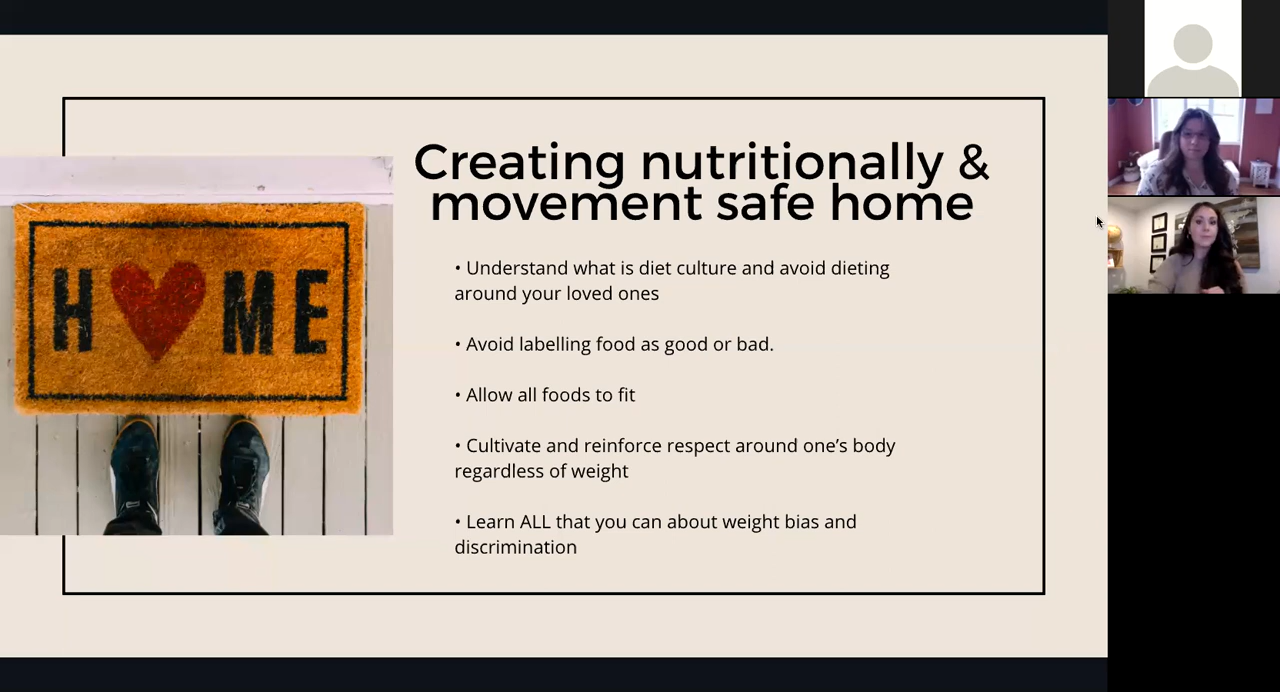 Creating nutritionally &
movement safe home
H ME
• Understand what is diet culture and avoid dieting
around your loved ones
• Avoid labelling food as good or bad.
• Allow all foods to fit
• Cultivate and reinforce respect around one’s body
regardless of weight
• Learn ALL that you can about weight bias and
discrimination